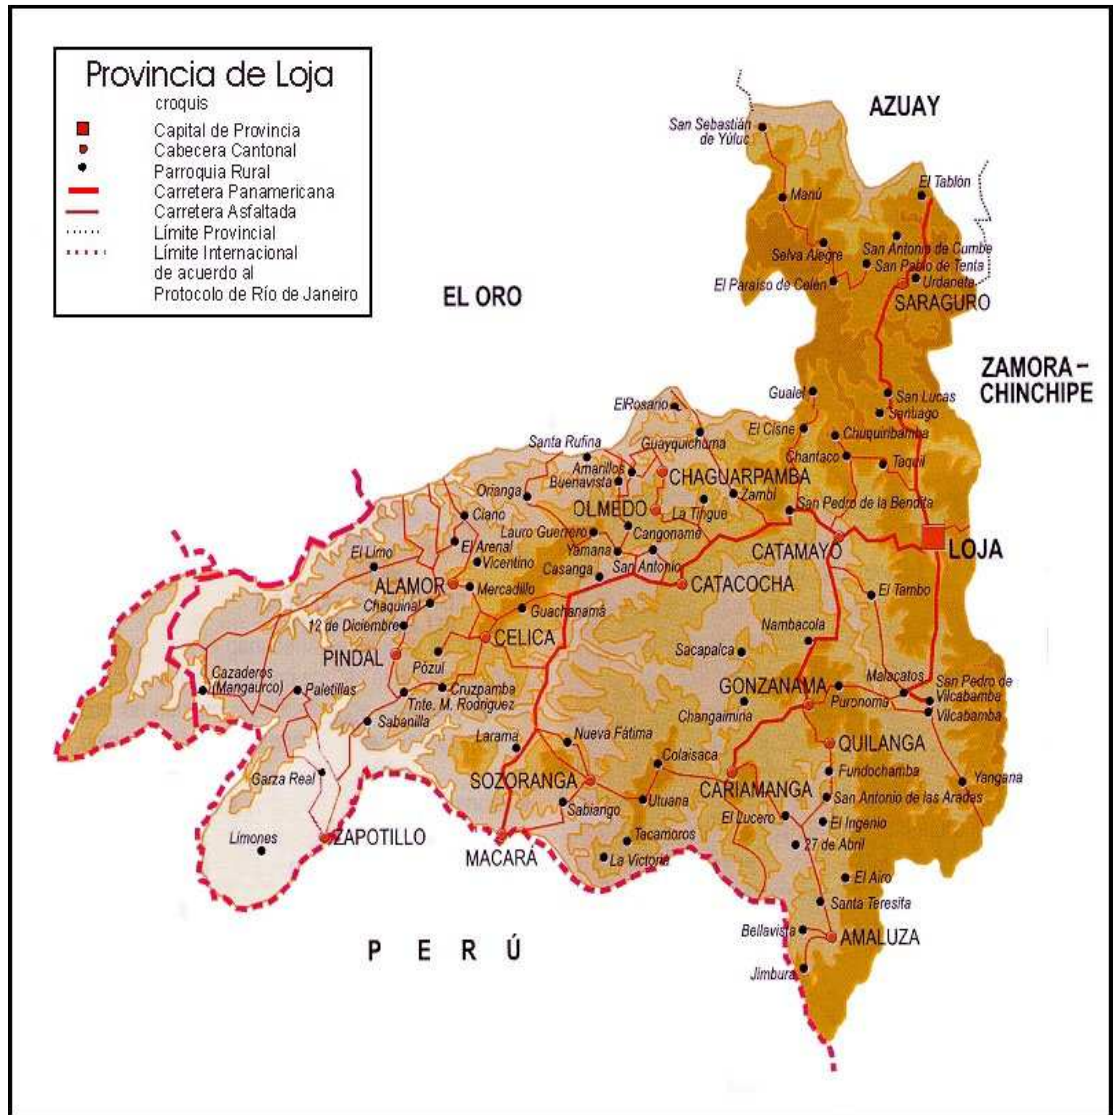 Provincia de Loja
croquis
Capital de Provincia
Cabecera Cantonal
Parroquia Rural
Carretera Panamericana
Carretera Asfaltada
Límite Provincial
Límite Internacional
de acuerdo al
Protocolo de Río de Janeiro
AZUAY
San Sebastián
de Yúluc
El Tablón
Manú
San Antonio de Cumbe
Selva Alegre
San Pablo de Tenta
El Paraíso de Celén
Urdaneta
SARAGURO
EL ORO
ZAMORA –
CHINCHIPE
Gualel
San Lucas
Santiago
ElRosario
El Cisne
Chuquiribamba
Guayquichuma
Santa Rufina
Chantaco
Taquil
Amarillos
CHAGUARPAMBA
Buenavista
Orianga
Zambi
San Pedro de la Bendita
OLMEDO
La Tingue
Ciano
Lauro Guerrero
Cangonamá
El Arenal
Yamana
CATAMAYO
LOJA
El Limo
Vicentino
San Antonio
Casanga
ALAMOR
Mercadillo
CATACOCHA
El Tambo
Chaquinal
Guachanamá
12 de Diciembre
CELICA
Nambacola
PINDAL
Sacapalca
Pózul
Cazaderos
(Mangaurco)
Paletillas
Cruzpamba
Tnte. M. Rodriguez
GONZANAMA
Malacatos
San Pedro de
Vilcabamba
Changaimina
Puronoma
Vilcabamba
Sabanilla
Larama
Nueva Fátima
QUILANGA
Colaisaca
Garza Real
SOZORANGA
CARIAMANGA
Fundochamba
Yangana
Utuana
San Antonio de las Aradas
Sabiango
El Lucero
El Ingenio
Limones
ZAPOTILLO
MACARÁ
Tacamoros
27 de Abril
La Victoria
El Airo
Santa Teresita
Bellavista
AMALUZA
PERÚ
Jimbura